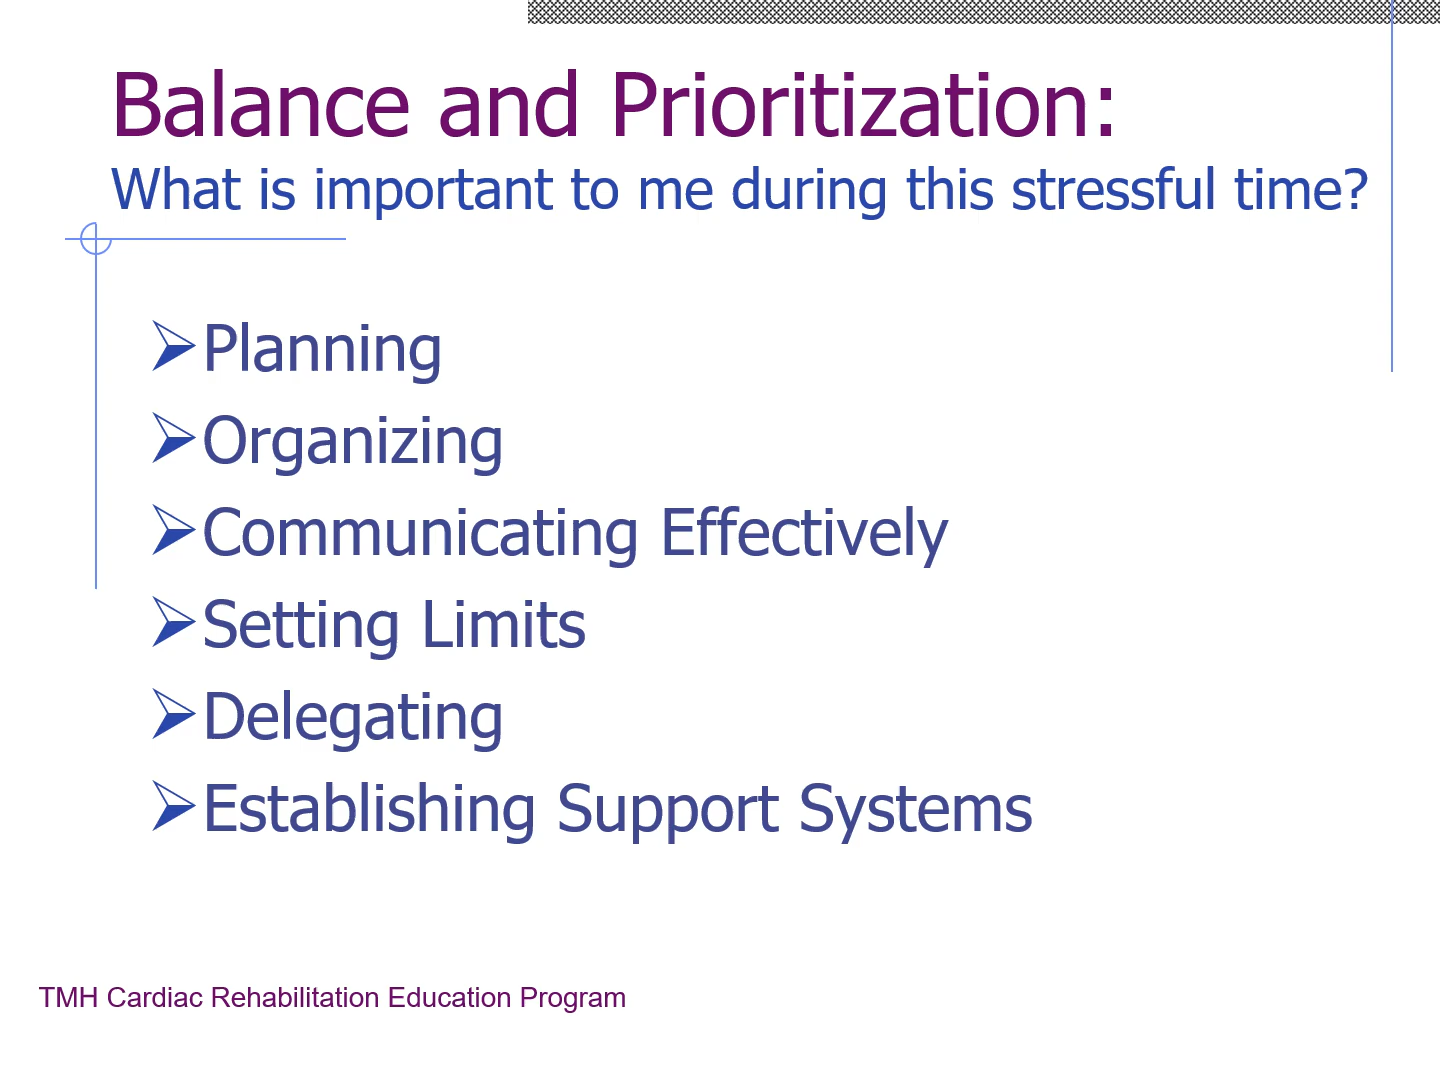 Balance and Prioritization:
What is important to me during this stressful time?
Planning
Organizing
Communicating Effectively
Setting Limits
Delegating
Establishing Support Systems
TMH Cardiac Rehabilitation Education Program